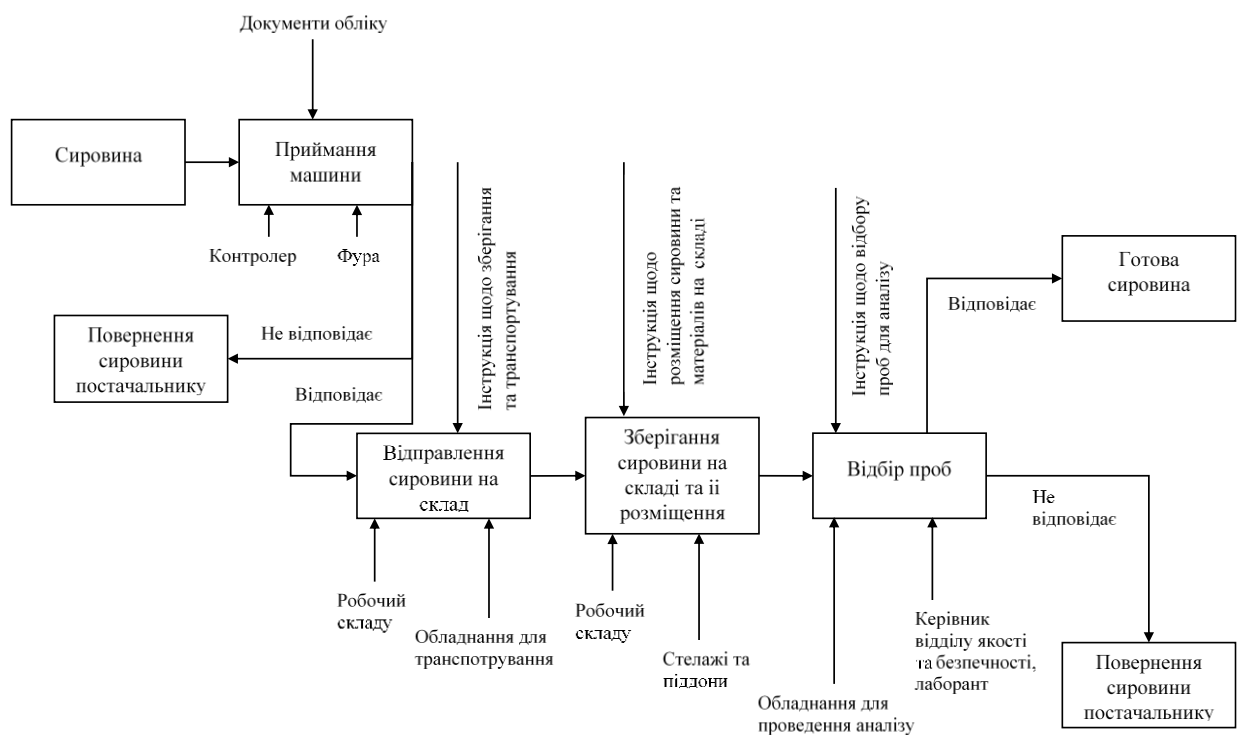 Документи обліку
Сировина
Приймання
машини
Контролер
Фура
Інструкція щодо зберігання
та транспортування
Інструкція щодо
розміщення сировини та
матеріалів на складі
Інструкція щодо відбору
проб для аналізу
Готова
сировина
Відповідає
Не відповідає
Повернення
сировини
постачальнику
Відповідає
Відправлення
сировини на
склад
Зберігання
сировини на
складі та ії
розміщення
Відбір проб
Не
відповідає
Робочий
складу
Обладнання для
транспотрування
Робочий
складу
Стелажі та
піддони
Керівник
відділу якості
та безпечності,
лаборант
Обладнання для
проведення аналізу
Повернення
сировини
постачальнику